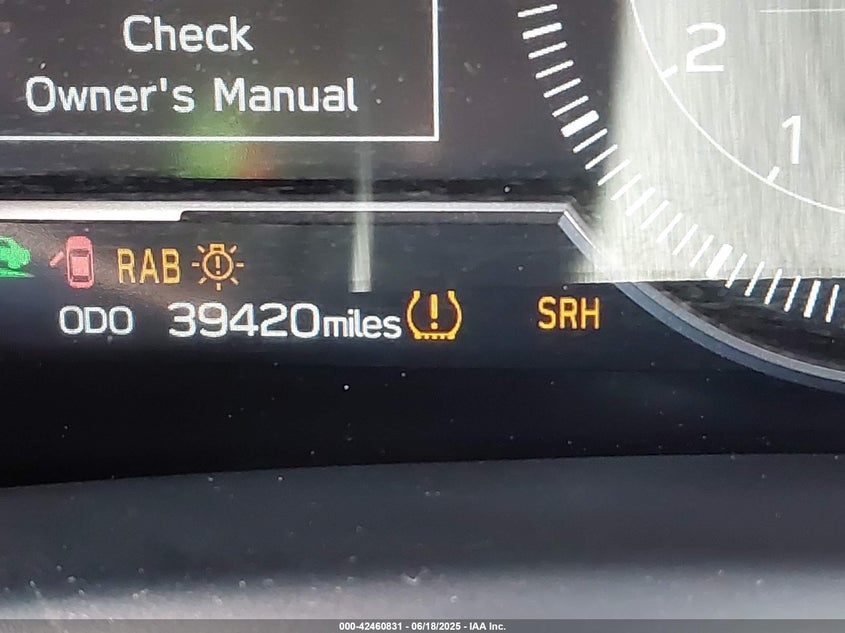 Check
Owner's Manual
2
1
RAB
ODO 39420miles
SRH
000-42460831 - 06/18/2025 - IAA Inc.